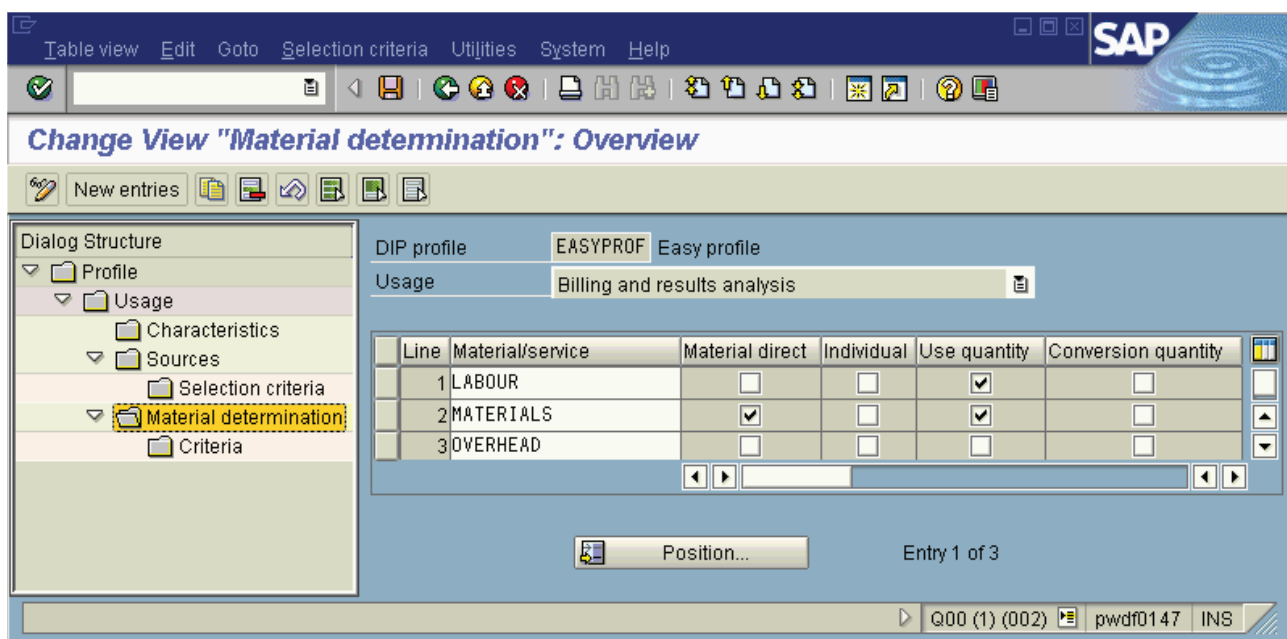 Table view Edit Goto Selection criteria Utilities System Help
SAP
Change View "Material determination": Overview
New entries
Dialog Structure
Profile
Usage
Characteristics
Sources
Selection criteria
Material determination
Criteria
DIP profile EASYPROF Easy profile
Usage Billing and results analysis
Line Material/service Material direct Individual Use quantity Conversion quantity
1 LABOUR
2 MATERIALS
3 OVERHEAD
Position... Entry 1 of 3
Q00 (1) (002) pwdf0147 INS